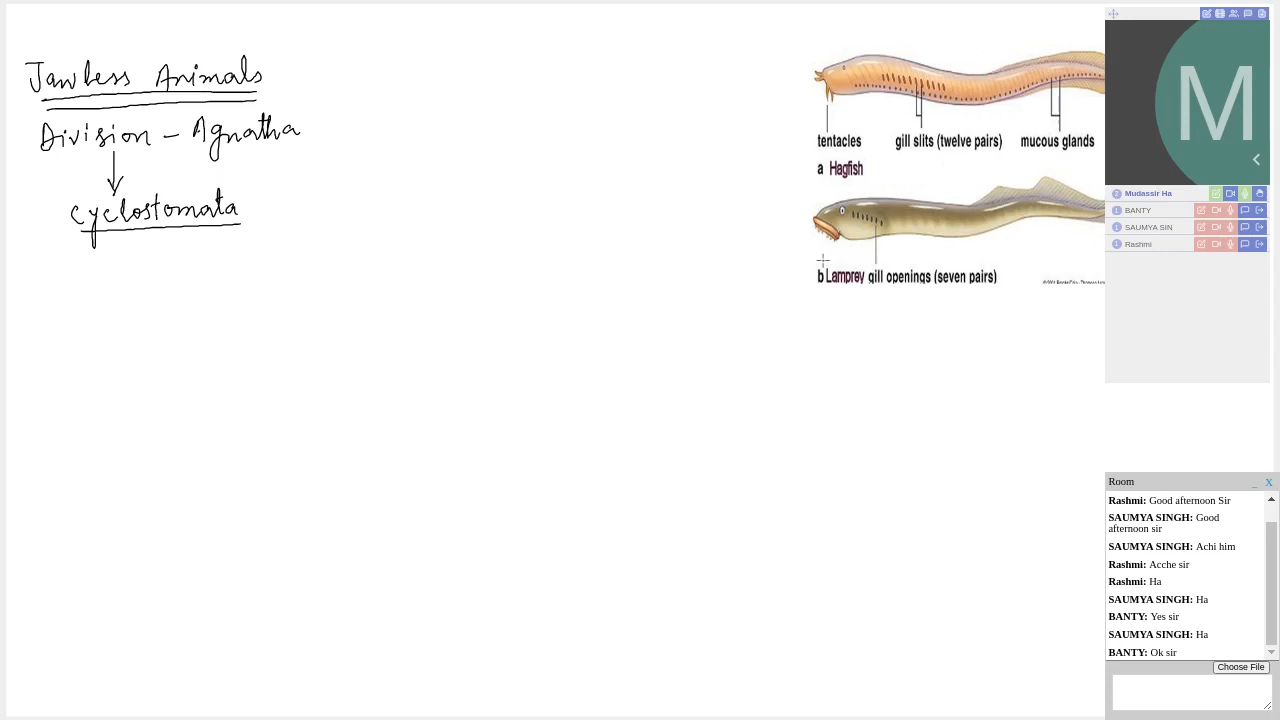 Jawless Animals
Division - Agnatha
cyclostomata
tentacles
gill slits (twelve pairs)
mucous glands
a Hagfish
b Lamprey gill openings (seven pairs)
M
Mudassir Ha
BANTY
SAUMYA SIN
Rashmi
Room
_ X
Rashmi: Good afternoon Sir
SAUMYA SINGH: Good
afternoon sir
SAUMYA SINGH: Achi him
Rashmi: Acche sir
Rashmi: Ha
SAUMYA SINGH: Ha
BANTY: Yes sir
SAUMYA SINGH: Ha
BANTY: Ok sir
Choose File